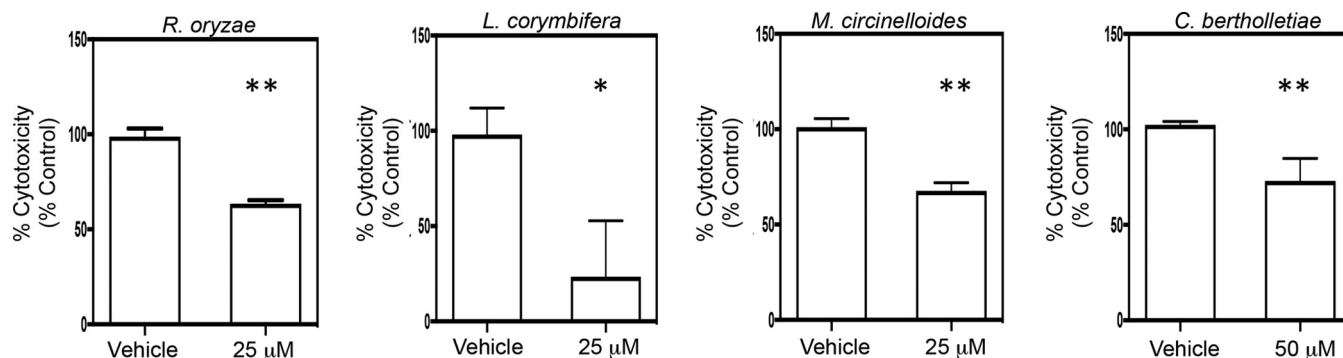 R. oryzae
150
100
50
0
% Cytotoxicity
(% Control)
**
Vehicle 25 μM
L. corymbifera
150
100
50
0
% Cytotoxicity
(% Control)
*
Vehicle 25 μM
M. circinelloides
150
100
50
0
% Cytotoxicity
(% Control)
**
Vehicle 25 μM
C. bertholletiae
150
100
50
0
% Cytotoxicity
(% Control)
**
Vehicle 50 μM